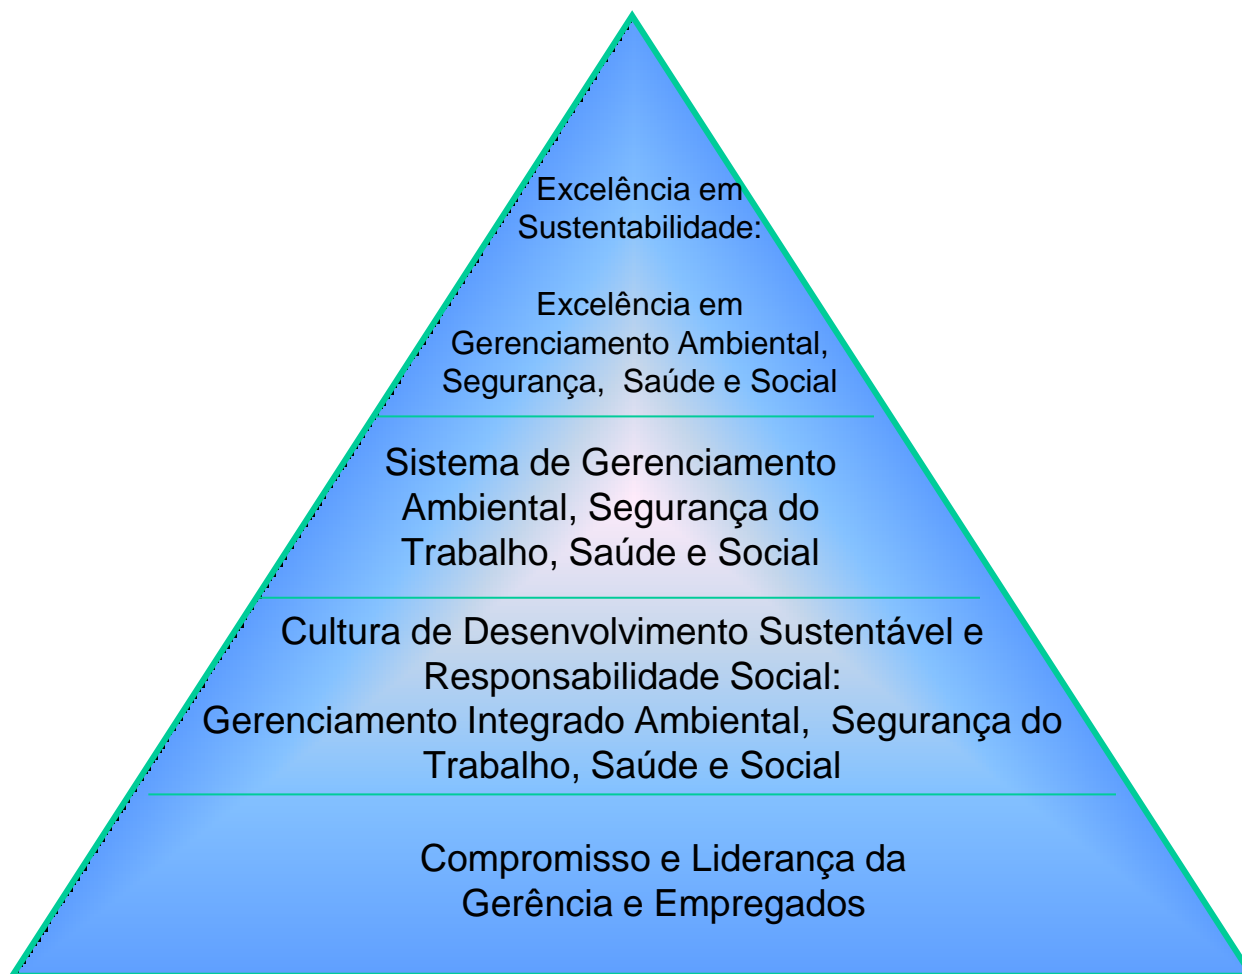 Excelência em
Sustentabilidade:
Excelência em
Gerenciamento Ambiental,
Segurança,  Saúde e Social
Sistema de Gerenciamento
Ambiental, Segurança do
Trabalho, Saúde e Social
Cultura de Desenvolvimento Sustentável e
Responsabilidade Social:
Gerenciamento Integrado Ambiental,  Segurança do
Trabalho, Saúde e Social
Compromisso e Liderança da
Gerência e Empregados